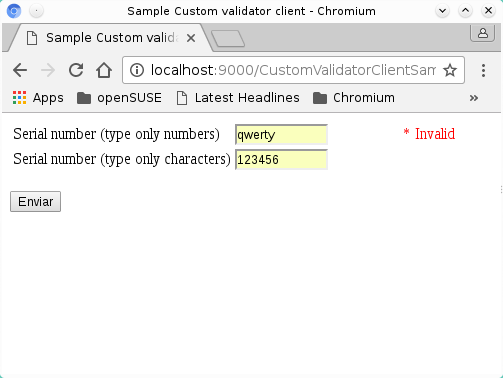 Sample Custom validator client - Chromium
Sample Custom valid
localhost:9000/CustomValidatorClientSam
Apps openSUSE Latest Headlines Chromium »
Serial number (type only numbers) qwerty * Invalid
Serial number (type only characters) 123456
Enviar